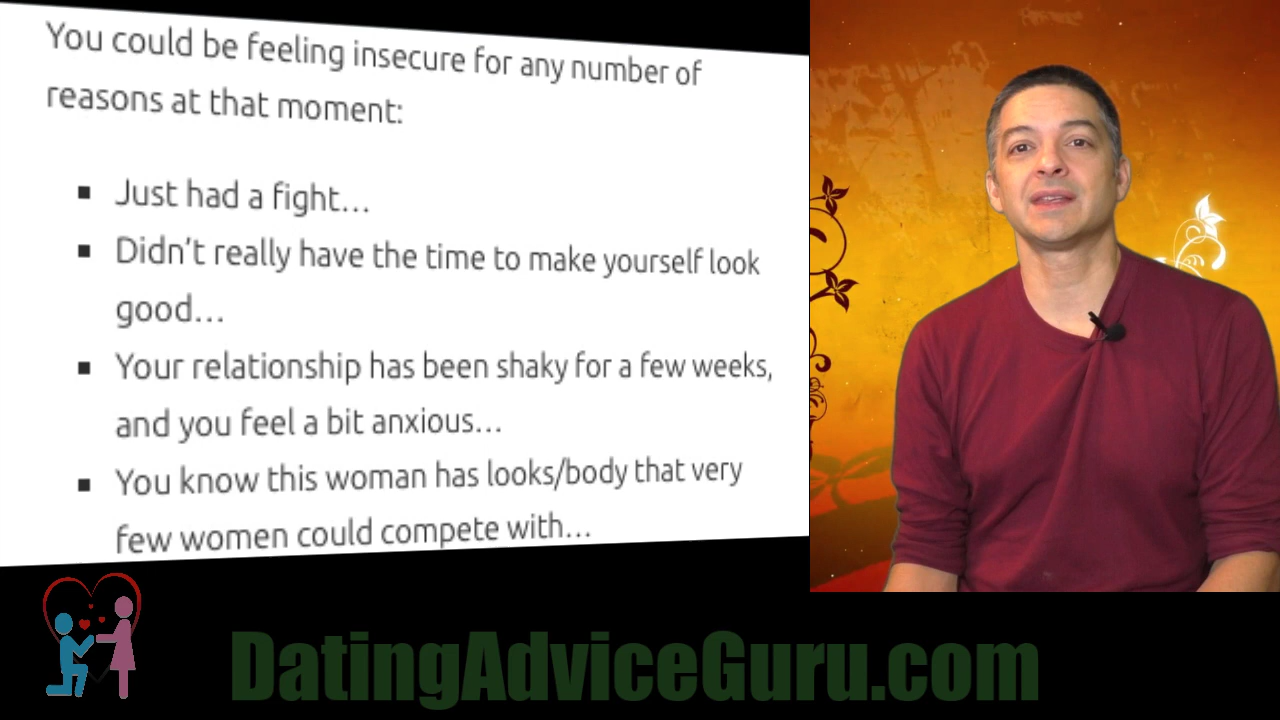 You could be feeling insecure for any number of
reasons at that moment:
▪ Just had a fight…
▪ Didn’t really have the time to make yourself look
good…
▪ Your relationship has been shaky for a few weeks,
and you feel a bit anxious…
▪ You know this woman has looks/body that very
few women could compete with…
DatingAdviceGuru.com